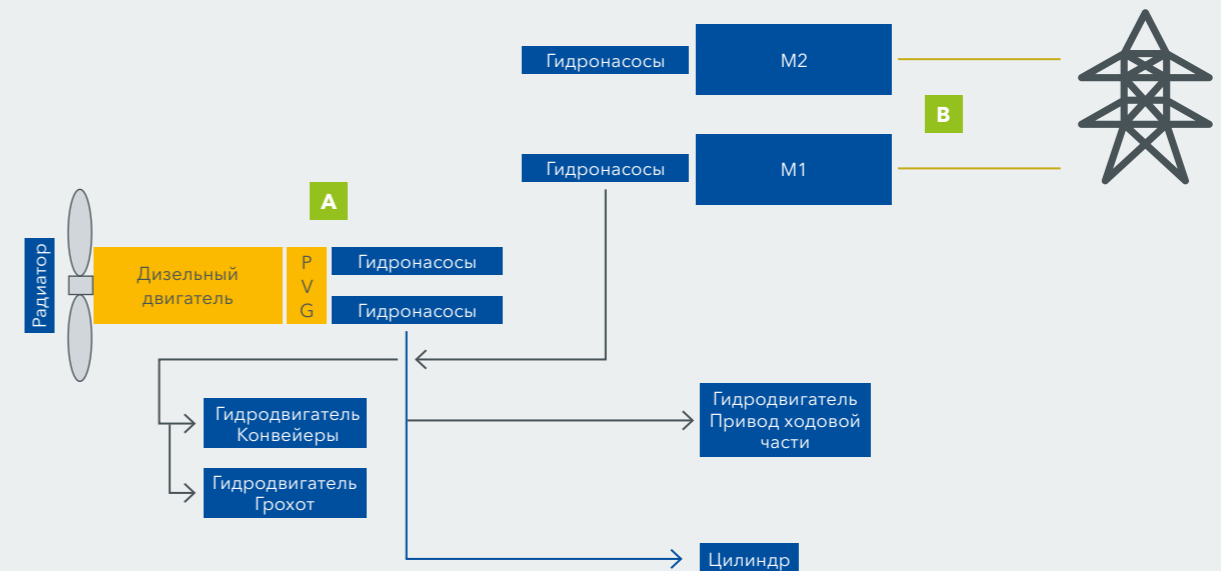 Гидронасосы
M2
B
Гидронасосы
M1
A
Радиатор
Дизельный
двигатель
P
V
G
Гидронасосы
Гидронасосы
Гидродвигатель
Конвейеры
Гидродвигатель
Привод ходовой
части
Гидродвигатель
Грохот
Цилиндр